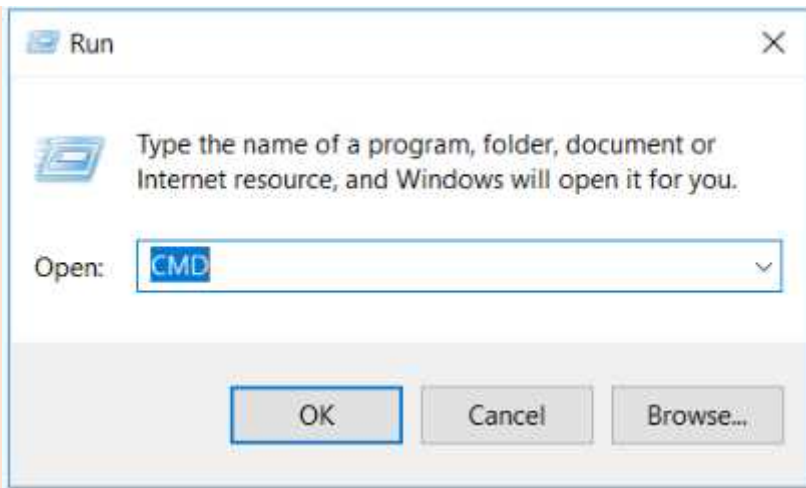 Run
Type the name of a program, folder, document or
Internet resource, and Windows will open it for you.
Open: CMD
OK Cancel Browse...